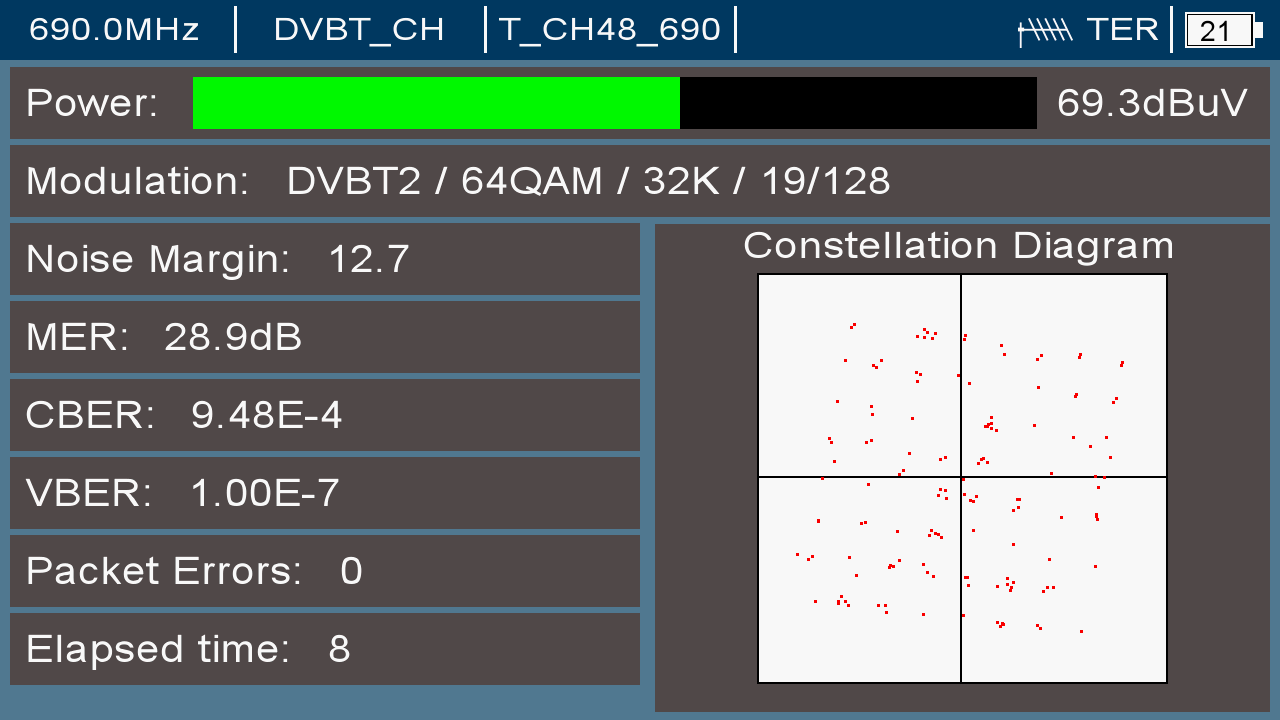 690.0MHz DVBT_CH T_CH48_690 TER 21
Power: 69.3dBuV
Modulation: DVBT2 / 64QAM / 32K / 19/128
Noise Margin: 12.7
MER: 28.9dB
CBER: 9.48E-4
VBER: 1.00E-7
Packet Errors: 0
Elapsed time: 8
Constellation Diagram